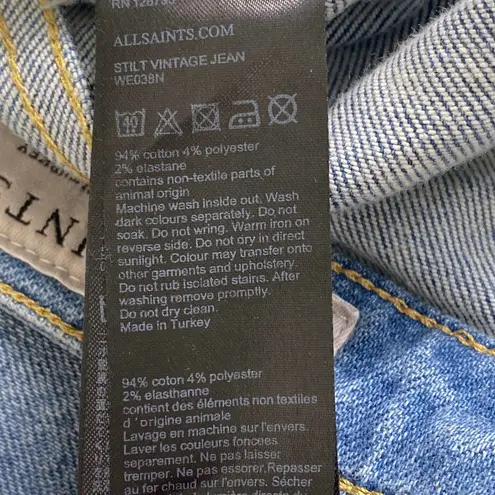 RN 128795
ALLSAINTS.COM
STILT VINTAGE JEAN
WE038N
40
94% cotton 4% polyester
2% elastane
contains non-textile parts of
animal origin
Machine wash inside out. Wash
dark colours separately. Do not
soak. Do not wring. Warm iron on
reverse side. Do not dry in direct
sunlight. Colour may transfer onto
other garments and upholstery.
Do not rub isolated stains. After
washing remove promptly.
Do not dry clean.
Made in Turkey
94% coton 4% polyester
2% elasthanne
contient des éléments non textiles
d'origine animale
Lavage en machine sur l'envers.
Laver les couleurs foncées
separement. Ne pas laisser
tremper. Ne pas essorer. Repasser
au fer chaud sur l'envers. Sécher